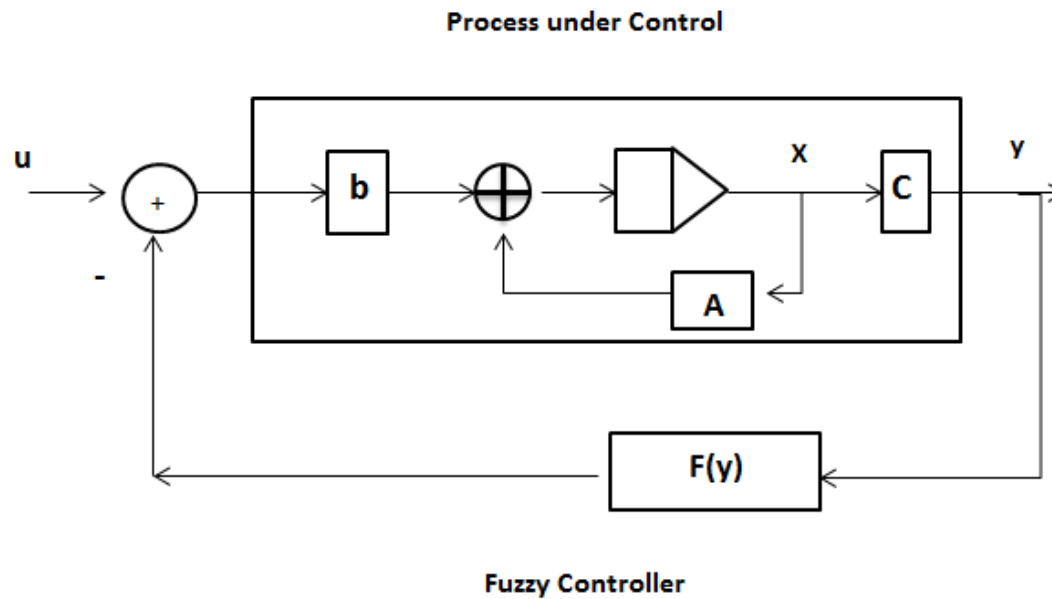 Process under Control
u
+
-
b
X
C
y
A
F(y)
Fuzzy Controller